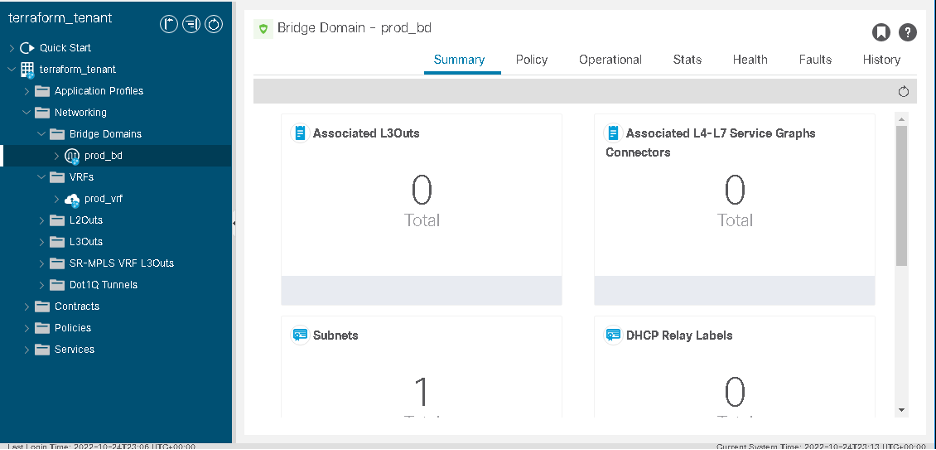 terraform_tenant
Quick Start
terraform_tenant
Application Profiles
Networking
Bridge Domains
prod_bd
VRFs
prod_vrf
L2Outs
L3Outs
SR-MPLS VRF L3Outs
Dot1Q Tunnels
Contracts
Policies
Services
Bridge Domain - prod_bd
Summary Policy Operational Stats Health Faults History
Associated L3Outs
0
Total
Associated L4-L7 Service Graphs
Connectors
0
Total
Subnets
1
Total
DHCP Relay Labels
0
Total
Last Login Time: 2022-10-24T23:06 UTC+00:00
Current System Time: 2022-10-24T23:13 UTC+00:00